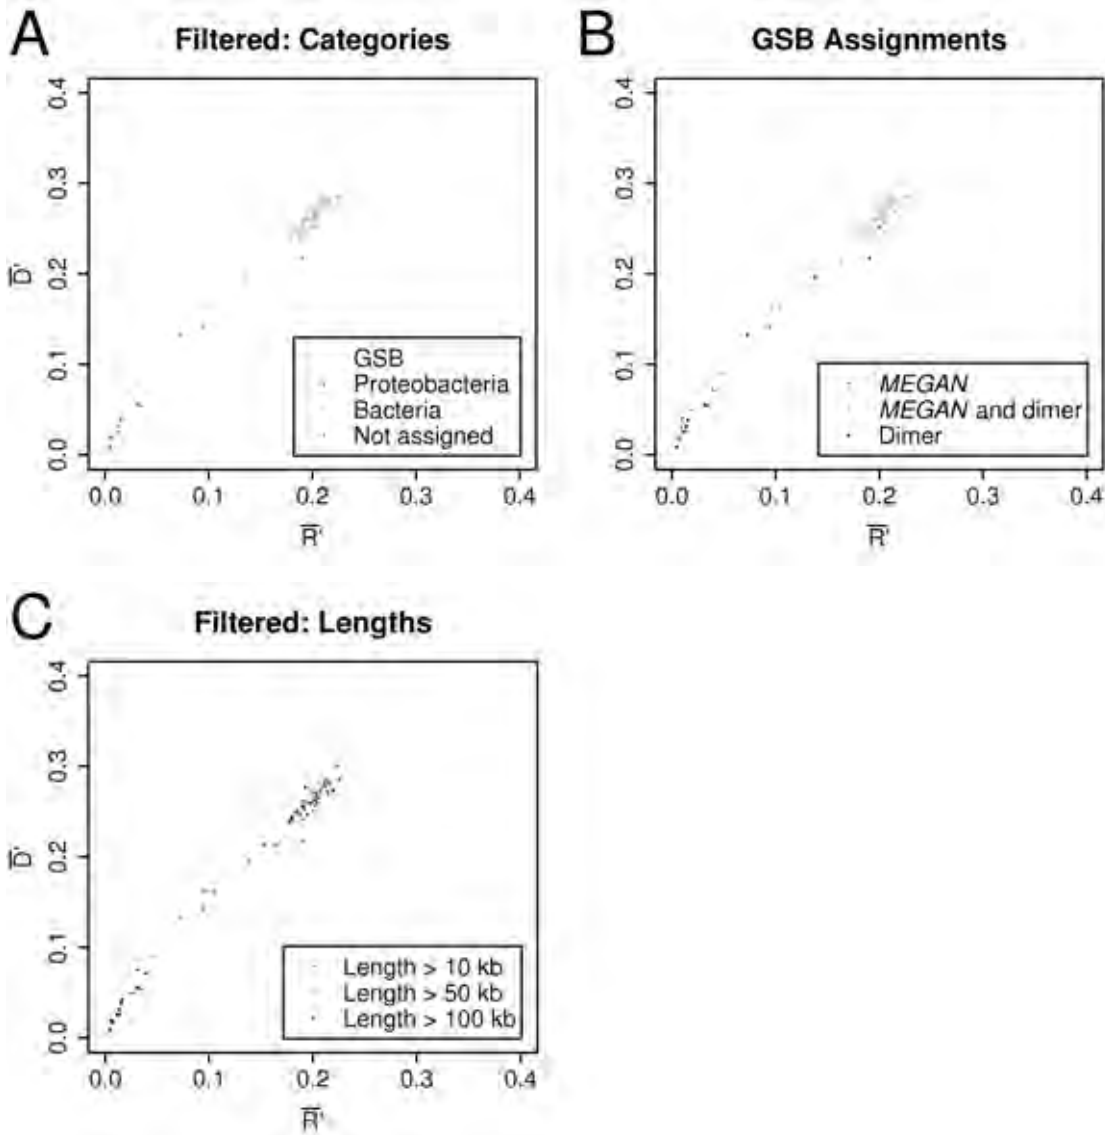 A
Filtered: Categories
D̅'
0.4
0.3
0.2
0.1
0.0
GSB
Proteobacteria
Bacteria
Not assigned
0.0 0.1 0.2 0.3 0.4
R̅'
B
GSB Assignments
0.4
0.3
0.2
0.1
0.0
MEGAN
MEGAN and dimer
Dimer
0.0 0.1 0.2 0.3 0.4
R̅'
C
Filtered: Lengths
D̅'
0.4
0.3
0.2
0.1
0.0
Length > 10 kb
Length > 50 kb
Length > 100 kb
0.0 0.1 0.2 0.3 0.4
R̅'